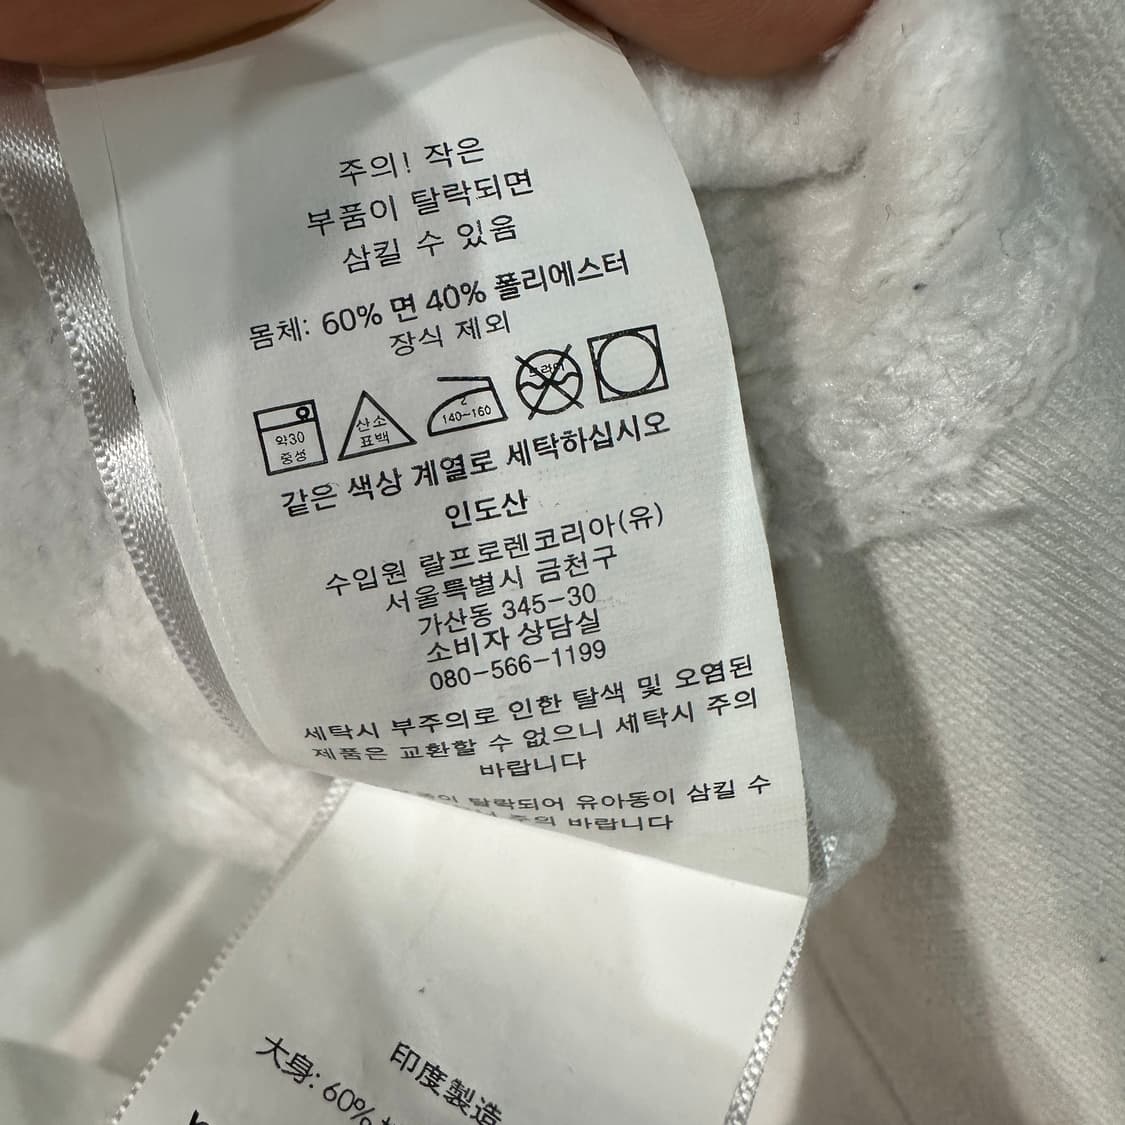 주의! 작은
부품이 탈락되면
삼킬 수 있음
몸체: 60% 면 40% 폴리에스터
장식 제외
약30
중성
산소
표백
2
140~160
드라이
같은 색상 계열로 세탁하십시오
인도산
수입원 랄프로렌코리아(유)
서울특별시 금천구
가산동 345-30
소비자 상담실
080-566-1199
세탁시 부주의로 인한 탈색 및 오염된
제품은 교환할 수 없으니 세탁시 주의
바랍니다
탈락되어 유아동이 삼킬 수
주의 바랍니다
印度製造
大身: 60%